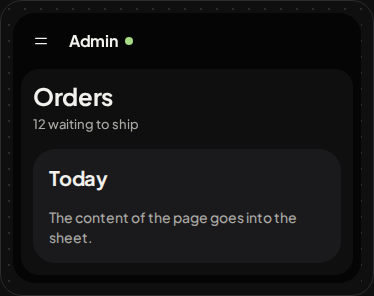 Admin
Orders
12 waiting to ship
Today
The content of the page goes into the
sheet.